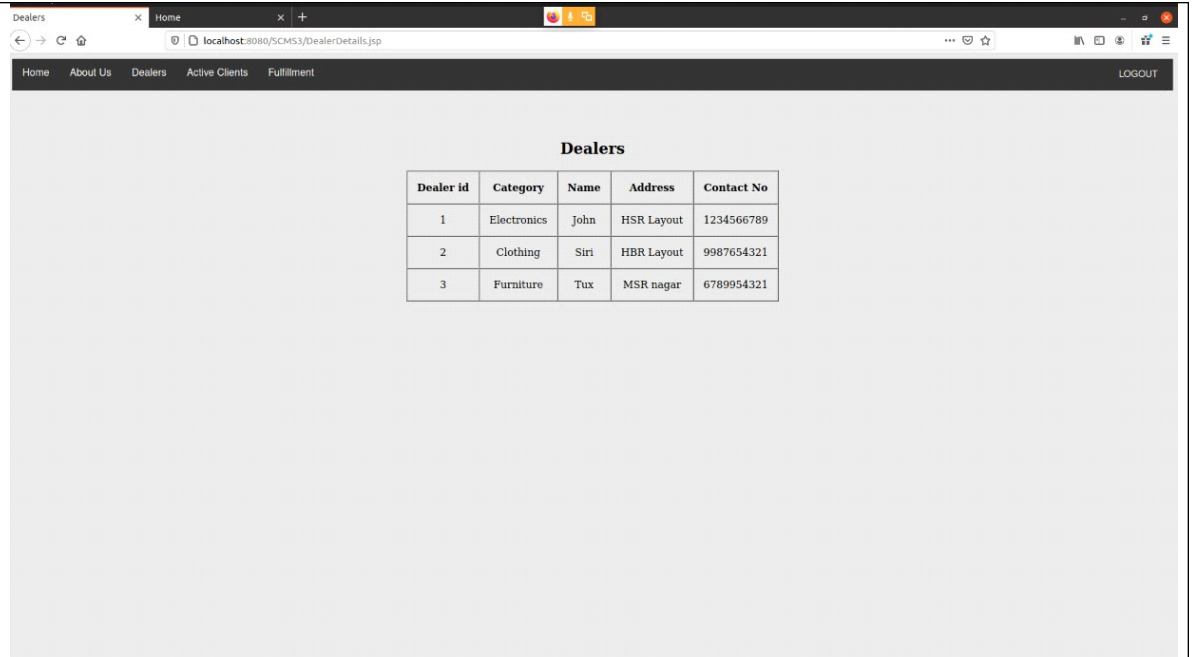 Dealers Home
localhost:8080/SCMS3/DealerDetails.jsp
Home About Us Dealers Active Clients Fulfillment LOGOUT
Dealers
Dealer id Category Name Address Contact No
1 Electronics John HSR Layout 1234566789
2 Clothing Siri HBR Layout 9987654321
3 Furniture Tux MSR nagar 6789954321